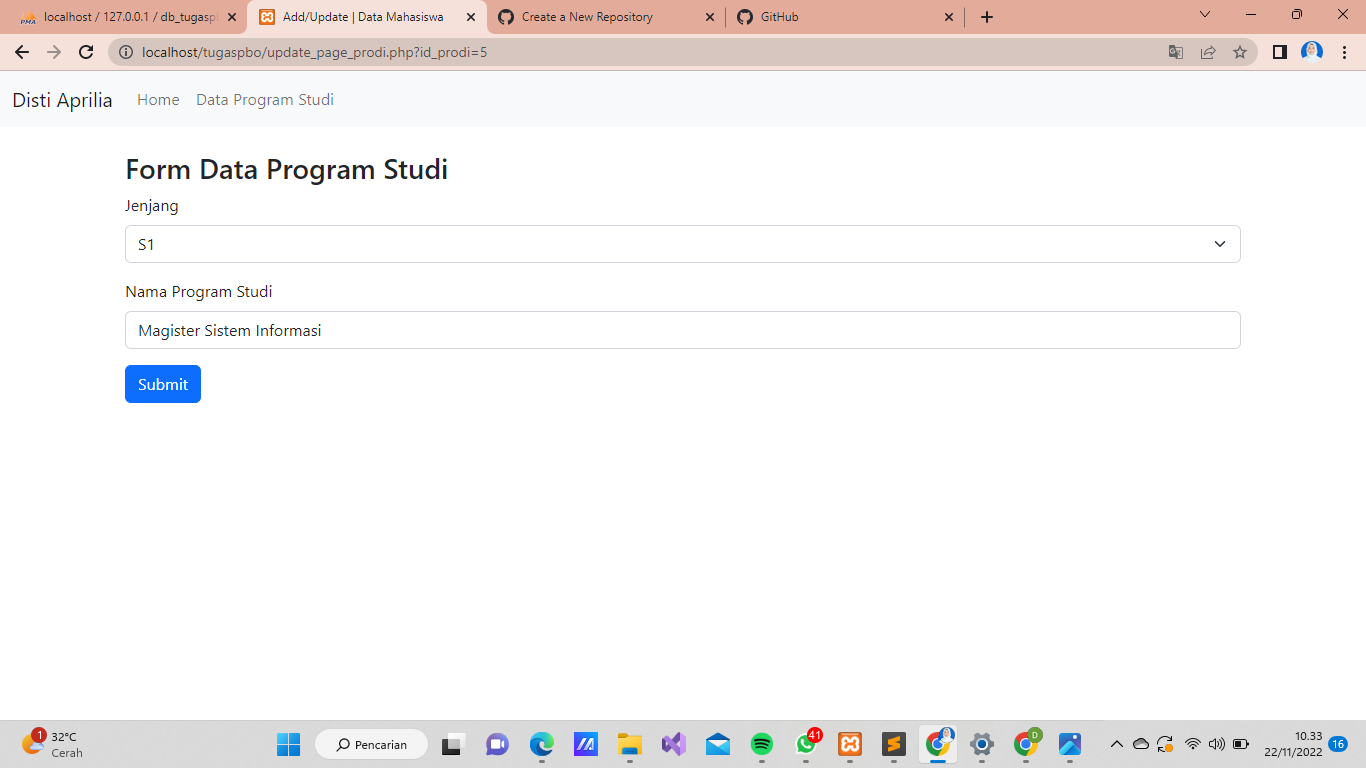 localhost / 127.0.0.1 / db_tugasp
Add/Update | Data Mahasiswa
Create a New Repository
GitHub
localhost/tugaspbo/update_page_prodi.php?id_prodi=5
Disti Aprilia Home Data Program Studi
Form Data Program Studi
Jenjang
S1
Nama Program Studi
Magister Sistem Informasi
Submit
1
32°C
Cerah
Pencarian
41
D
10.33
22/11/2022
16